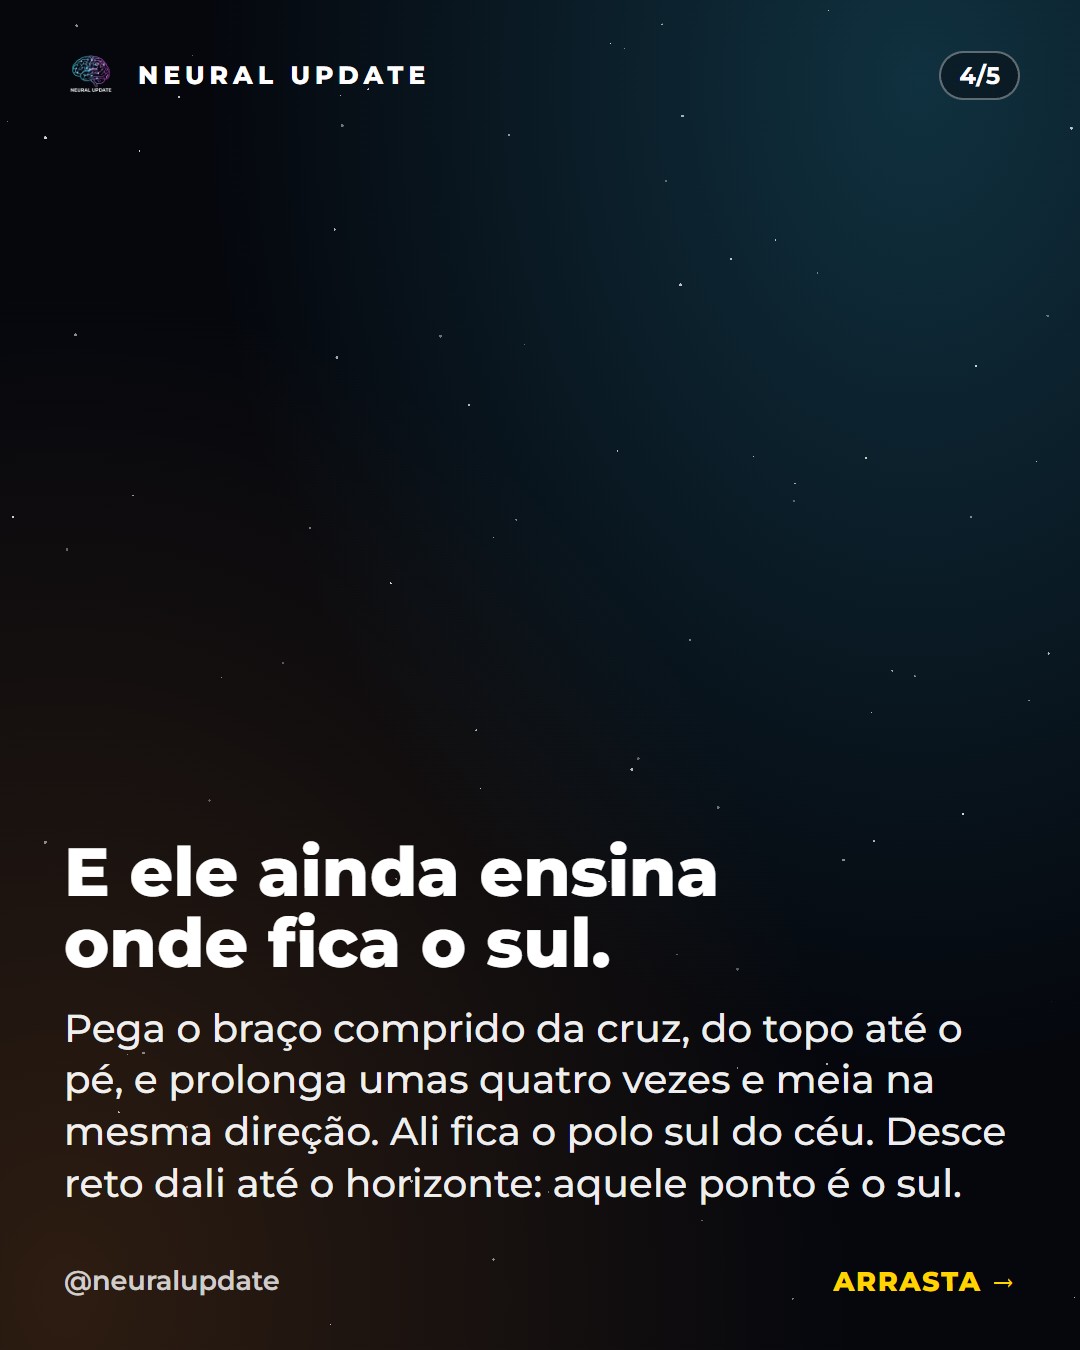 NEURAL UPDATE
NEURAL UPDATE
4/5
E ele ainda ensina
onde fica o sul.
Pega o braço comprido da cruz, do topo até o
pé, e prolonga umas quatro vezes e meia na
mesma direção. Ali fica o polo sul do céu. Desce
reto dali até o horizonte: aquele ponto é o sul.
@neuralupdate
ARRASTA →